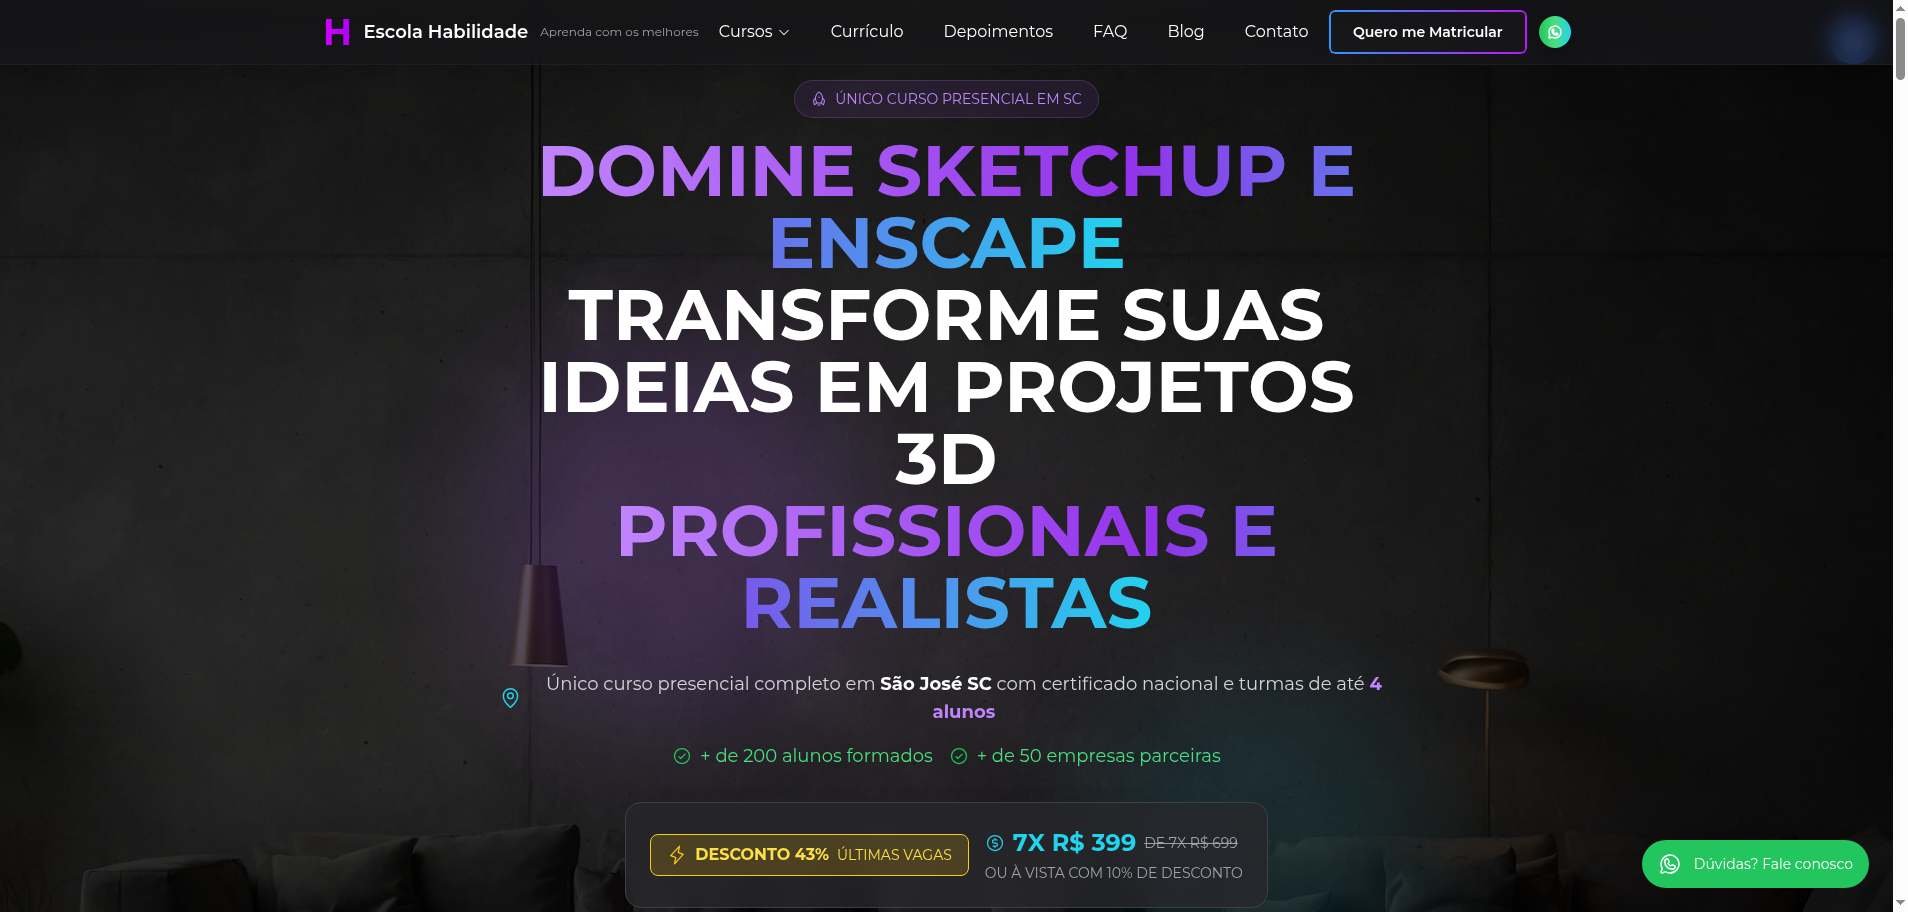 H Escola Habilidade Aprenda com os melhores Cursos Currículo Depoimentos FAQ Blog Contato Quero me Matricular
ÚNICO CURSO PRESENCIAL EM SC
DOMINE SKETCHUP E
ENSCAPE
TRANSFORME SUAS
IDEIAS EM PROJETOS
3D
PROFISSIONAIS E
REALISTAS
Único curso presencial completo em São José SC com certificado nacional e turmas de até 4
alunos
+ de 200 alunos formados + de 50 empresas parceiras
DESCONTO 43% ÚLTIMAS VAGAS
7X R$ 399 DE 7X R$ 699
OU À VISTA COM 10% DE DESCONTO
Dúvidas? Fale conosco